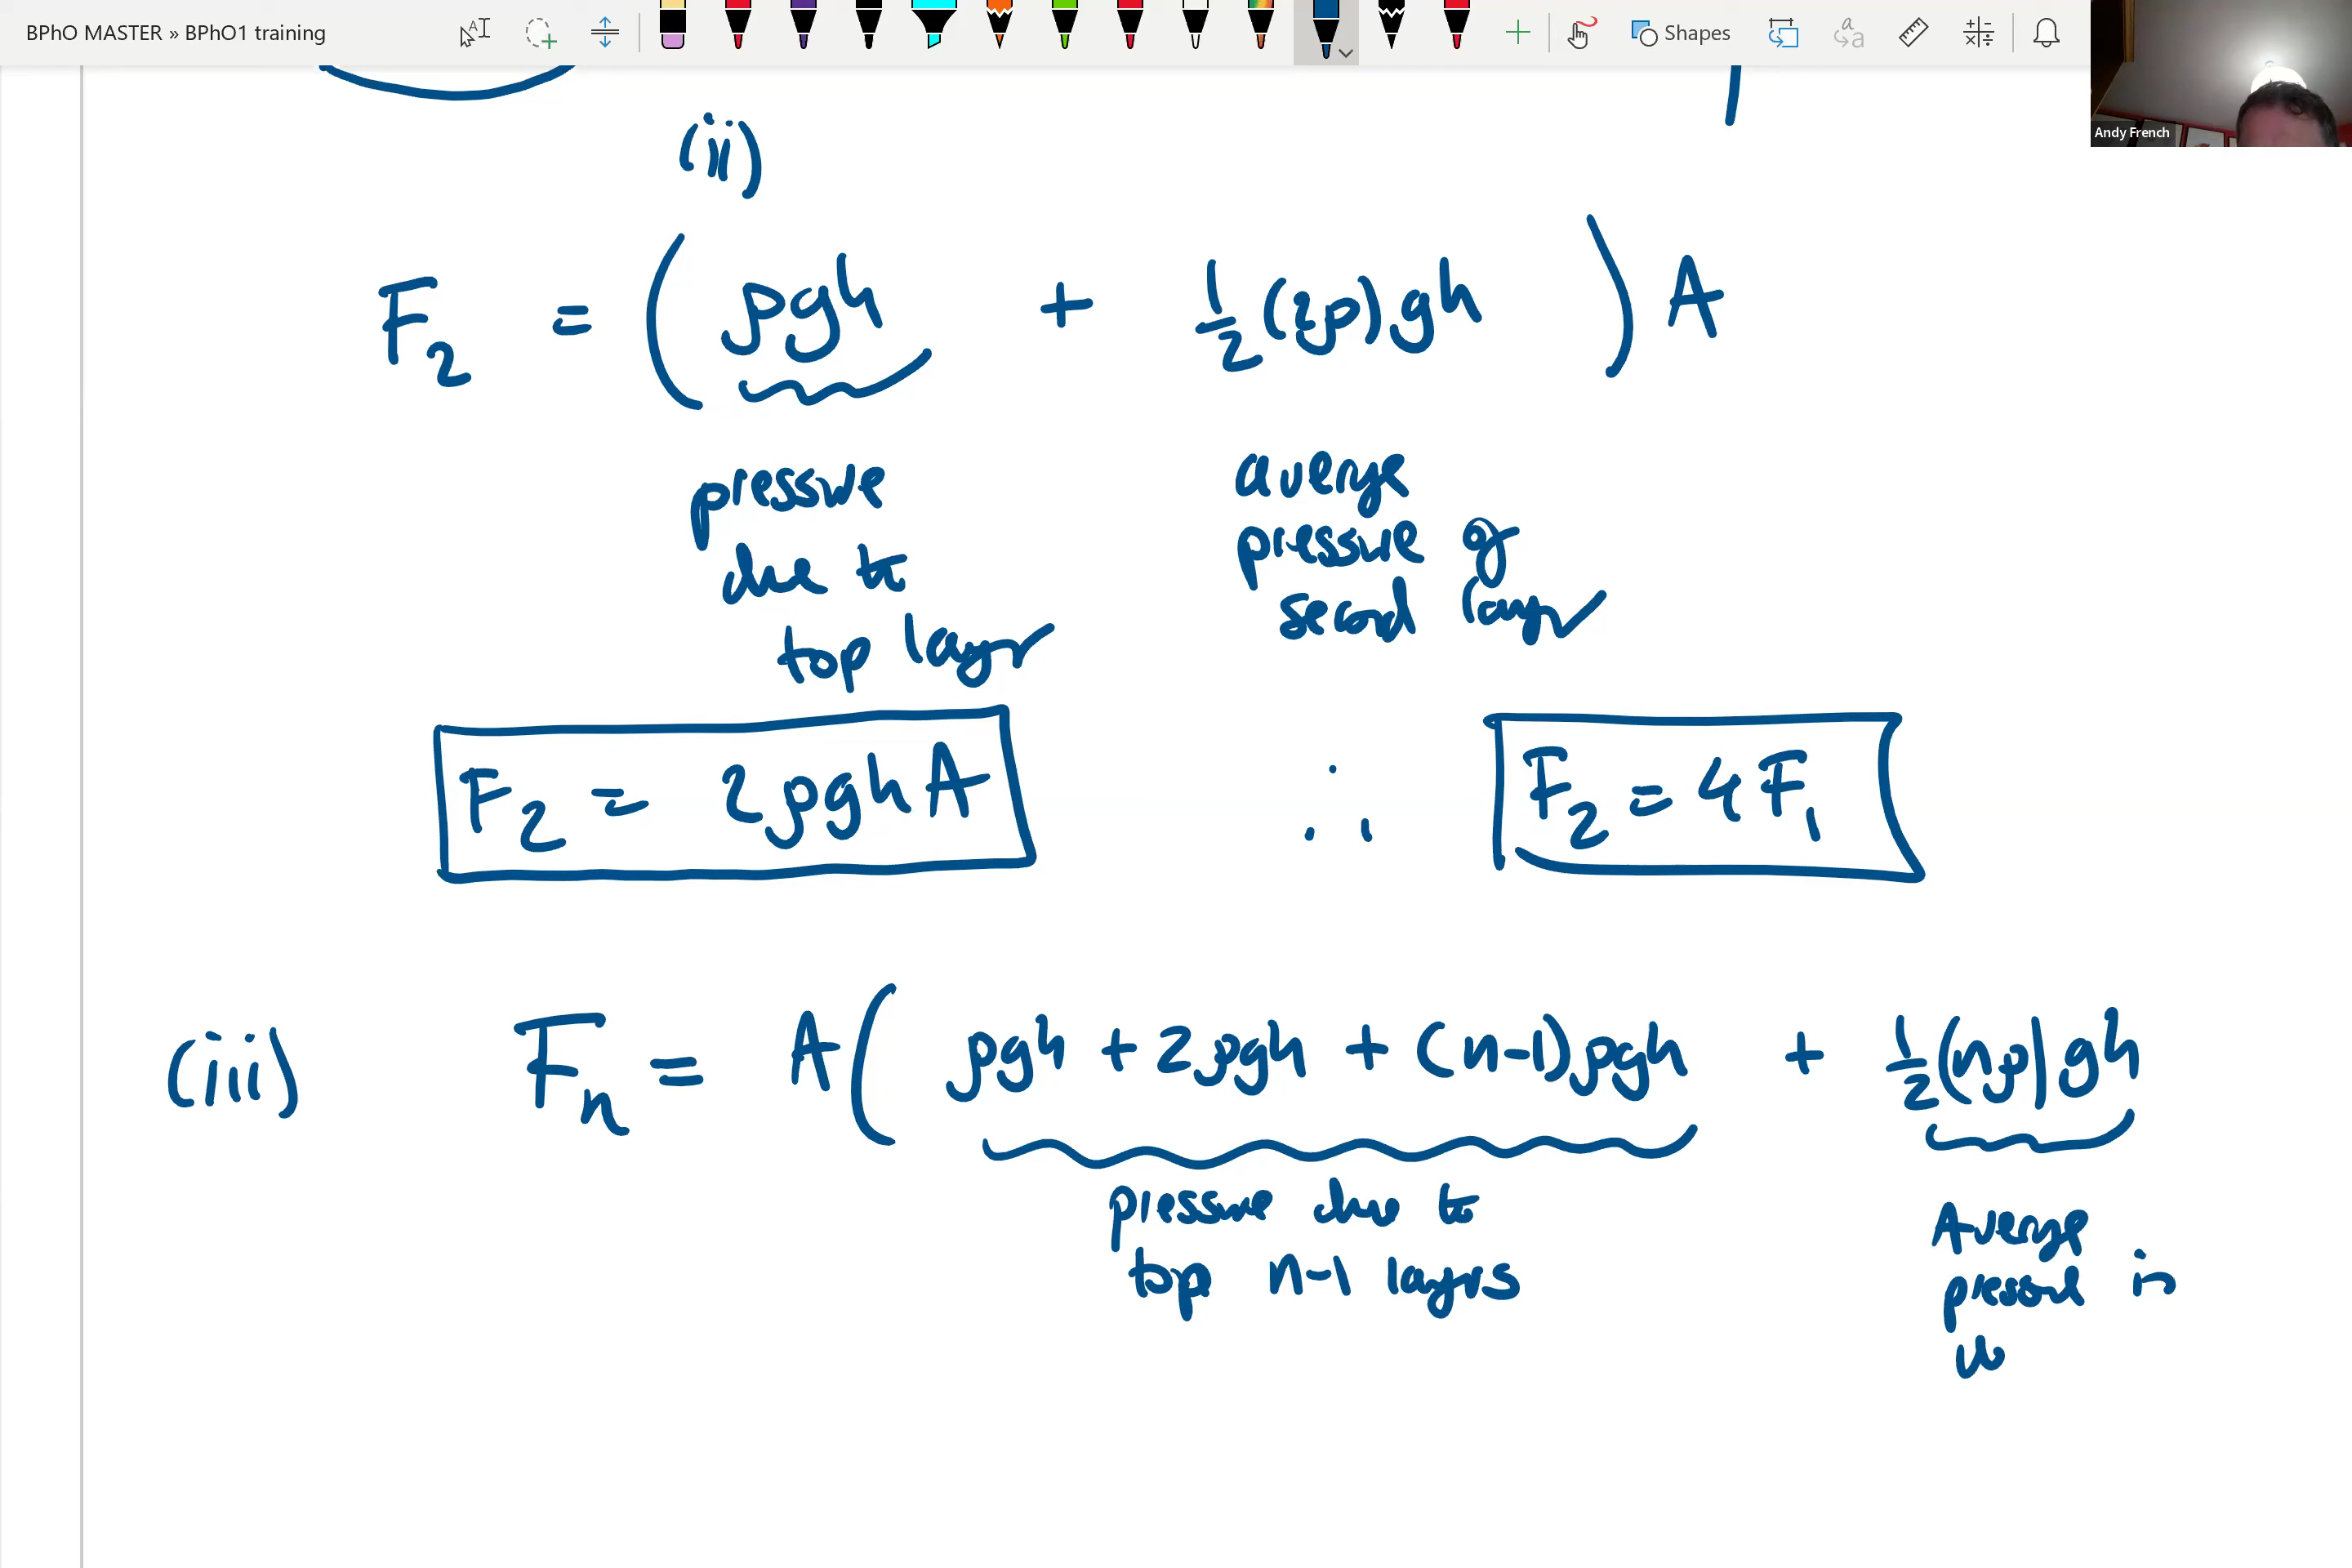 BPhO MASTER » BPhO1 training
Shapes
Andy French
(ii)
F₂ = ( ρgh + ½(2ρ)gh ) A
pressure
due to
top layer
average
pressure of
second layer
F₂ = 2ρghA ∴ F₂ = 4F₁
(iii) Fₙ = A( ρgh + 2ρgh + (n-1)ρgh + ½(nρ)gh
pressure due to
top n-1 layers
Average
pressure in